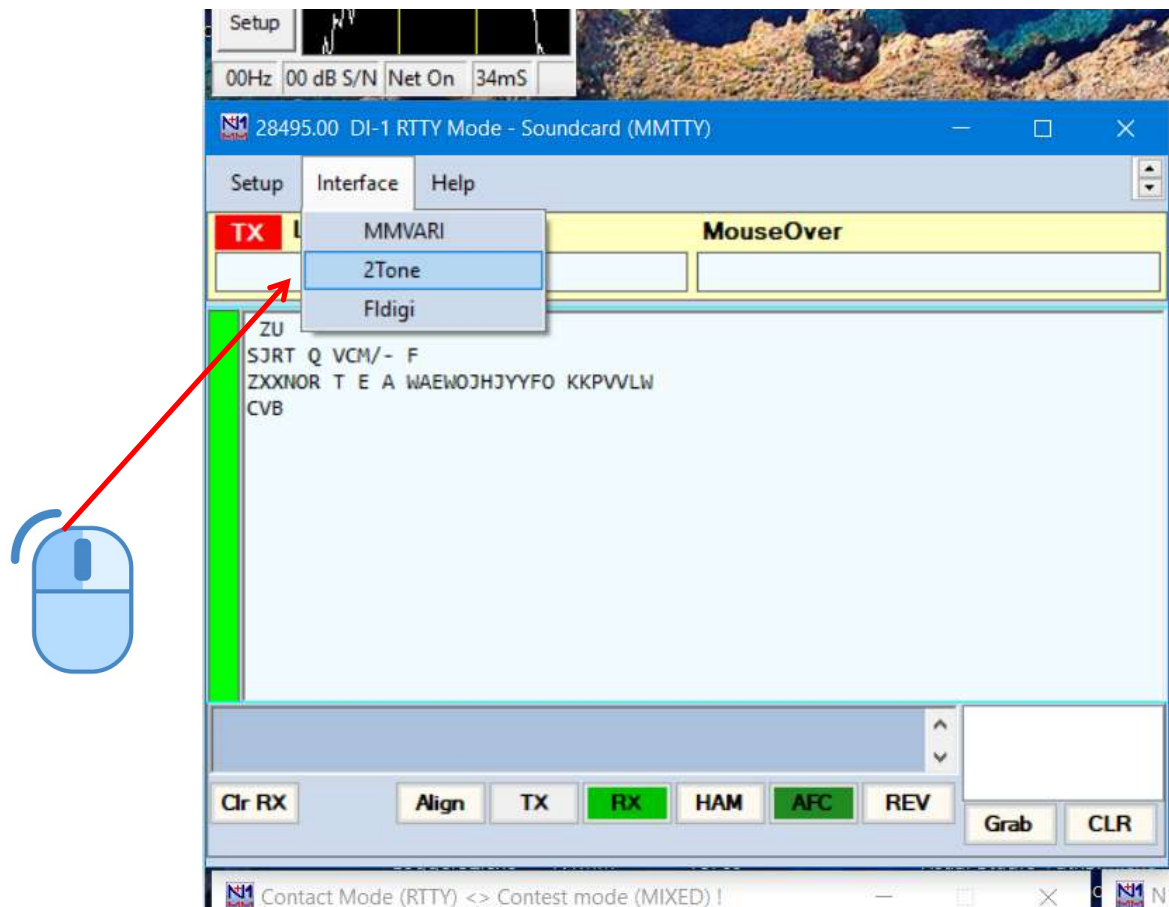 Setup
00Hz 00 dB S/N Net On 34mS
28495.00 DI-1 RTTY Mode - Soundcard (MMTTY)
Setup Interface Help
TX MouseOver
MMVARI
2Tone
Fldigi
ZU
SJRT Q VCM/- F
ZXXNOR T E A WAEWOJHJYYFO KKPVVLW
CVB
Clr RX Align TX RX HAM AFC REV
Grab CLR
Contact Mode (RTTY) <> Contest mode (MIXED) !